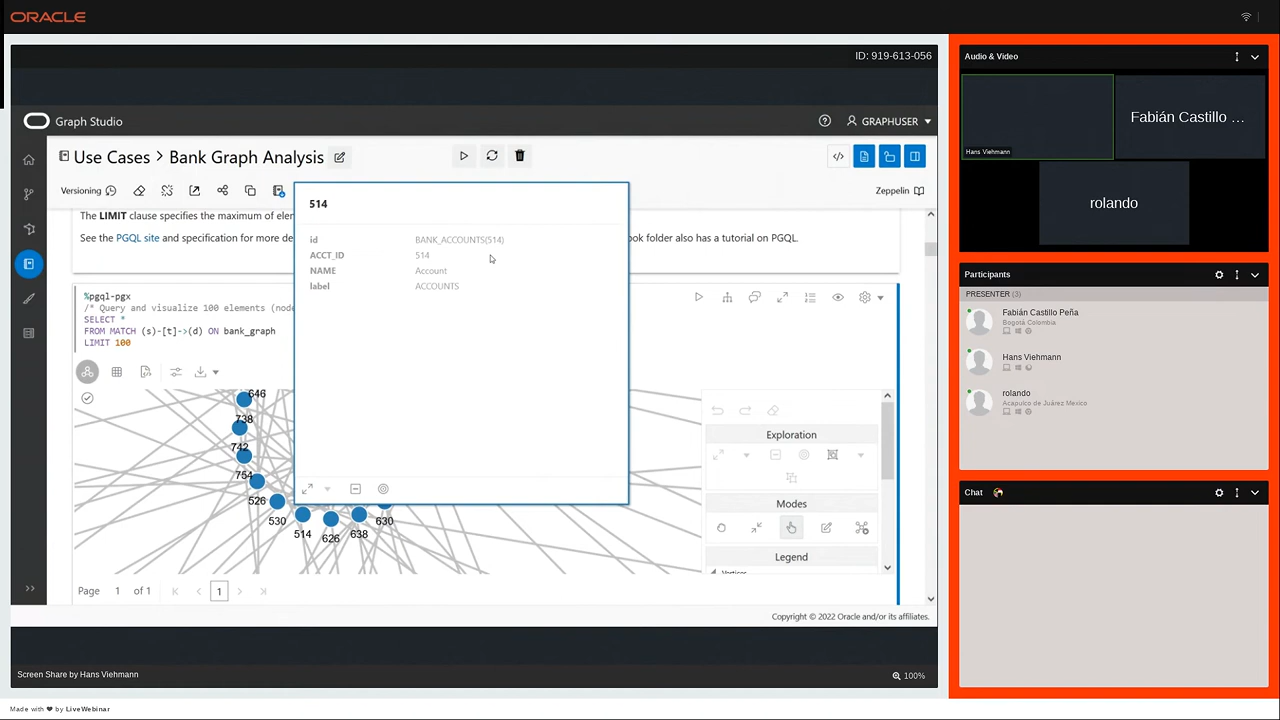 ORACLE
ID: 919-613-056
Graph Studio
GRAPHUSER
Use Cases > Bank Graph Analysis
Versioning
Zeppelin
The LIMIT clause specifies the maximum of eler
See the PGQL site and specification for more de
ook folder also has a tutorial on PGQL.
514
id BANK_ACCOUNTS(514)
ACCT_ID 514
NAME Account
label ACCOUNTS
%pgql-pgx
/* Query and visualize 100 elements (node
SELECT *
FROM MATCH (s)-[t]->(d) ON bank_graph
LIMIT 100
646
738
742
754
526
530
514
626
638
630
Exploration
Modes
Legend
Vertices
Page 1 of 1
1
Copyright © 2022 Oracle and/or its affiliates.
Screen Share by Hans Viehmann
100%
Made with ❤ by LiveWebinar
Audio & Video
Hans Viehmann
Fabián Castillo ...
rolando
Participants
PRESENTER (3)
Fabián Castillo Peña
Bogotá Colombia
Hans Viehmann
rolando
Acapulco de Juárez Mexico
Chat